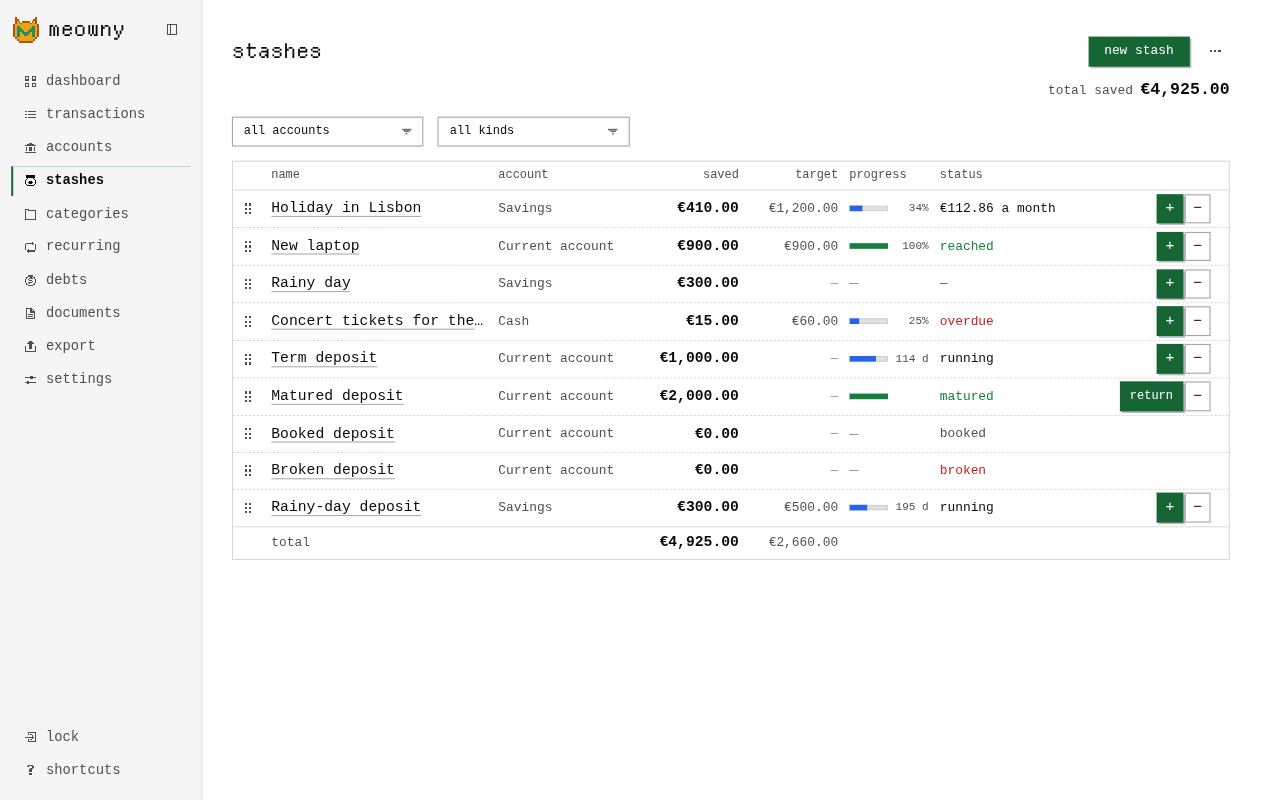 meowny
dashboard
transactions
accounts
stashes
categories
recurring
debts
documents
export
settings
lock
? shortcuts
stashes
new stash ...
total saved €4,925.00
all accounts all kinds
name account saved target progress status
Holiday in Lisbon Savings €410.00 €1,200.00 34% €112.86 a month + −
New laptop Current account €900.00 €900.00 100% reached + −
Rainy day Savings €300.00 — — — + −
Concert tickets for the… Cash €15.00 €60.00 25% overdue + −
Term deposit Current account €1,000.00 — 114 d running + −
Matured deposit Current account €2,000.00 — matured return −
Booked deposit Current account €0.00 — — booked
Broken deposit Current account €0.00 — — broken
Rainy-day deposit Savings €300.00 €500.00 195 d running + −
total €4,925.00 €2,660.00